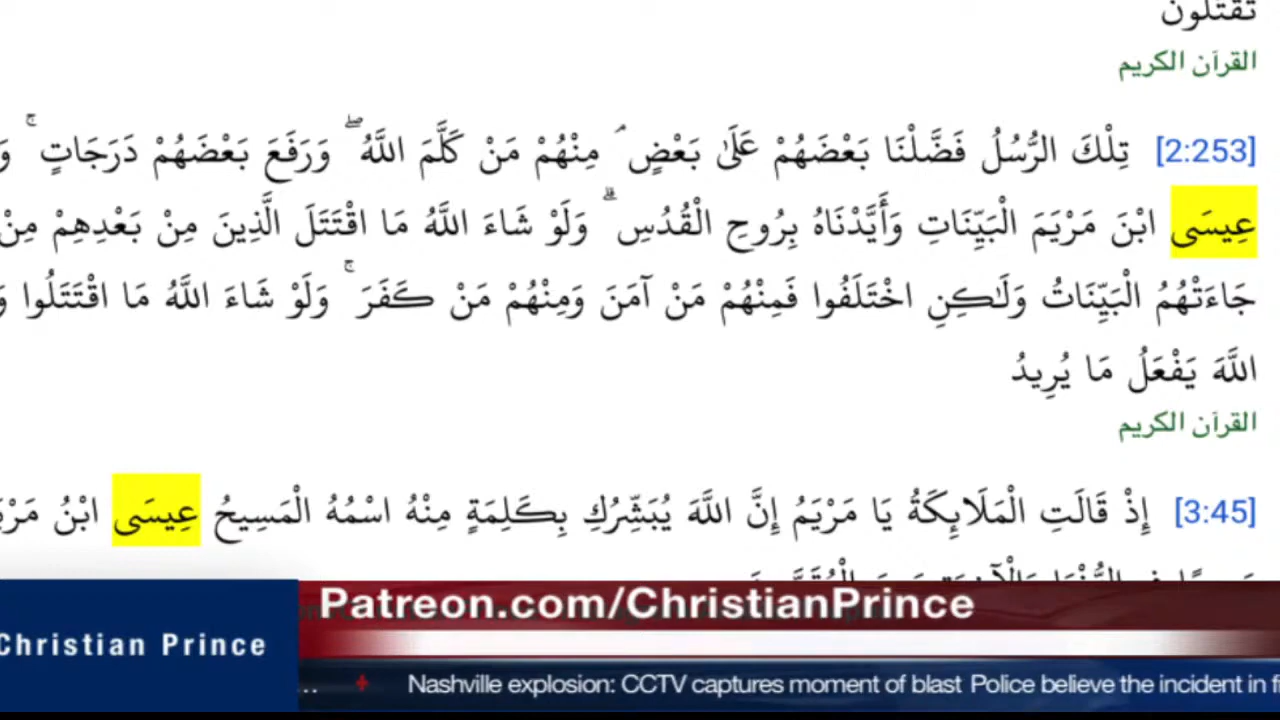 تقتلون
القرآن الكريم
[2:253] تِلْكَ الرُّسُلُ فَضَّلْنَا بَعْضَهُمْ عَلَىٰ بَعْضٍ ۘ مِنْهُمْ مَنْ كَلَّمَ اللَّهُ ۖ وَرَفَعَ بَعْضَهُمْ دَرَجَاتٍ ۚ
عِيسَى ابْنَ مَرْيَمَ الْبَيِّنَاتِ وَأَيَّدْنَاهُ بِرُوحِ الْقُدُسِ ۗ وَلَوْ شَاءَ اللَّهُ مَا اقْتَتَلَ الَّذِينَ مِنْ بَعْدِهِمْ مِنْ
جَاءَتْهُمُ الْبَيِّنَاتُ وَلَٰكِنِ اخْتَلَفُوا فَمِنْهُمْ مَنْ آمَنَ وَمِنْهُمْ مَنْ كَفَرَ ۚ وَلَوْ شَاءَ اللَّهُ مَا اقْتَتَلُوا
اللَّهَ يَفْعَلُ مَا يُرِيدُ
القرآن الكريم
[3:45] إِذْ قَالَتِ الْمَلَائِكَةُ يَا مَرْيَمُ إِنَّ اللَّهَ يُبَشِّرُكِ بِكَلِمَةٍ مِنْهُ اسْمُهُ الْمَسِيحُ عِيسَى ابْنُ
Patreon.com/ChristianPrince
Christian Prince
... Nashville explosion: CCTV captures moment of blast Police believe the incident in